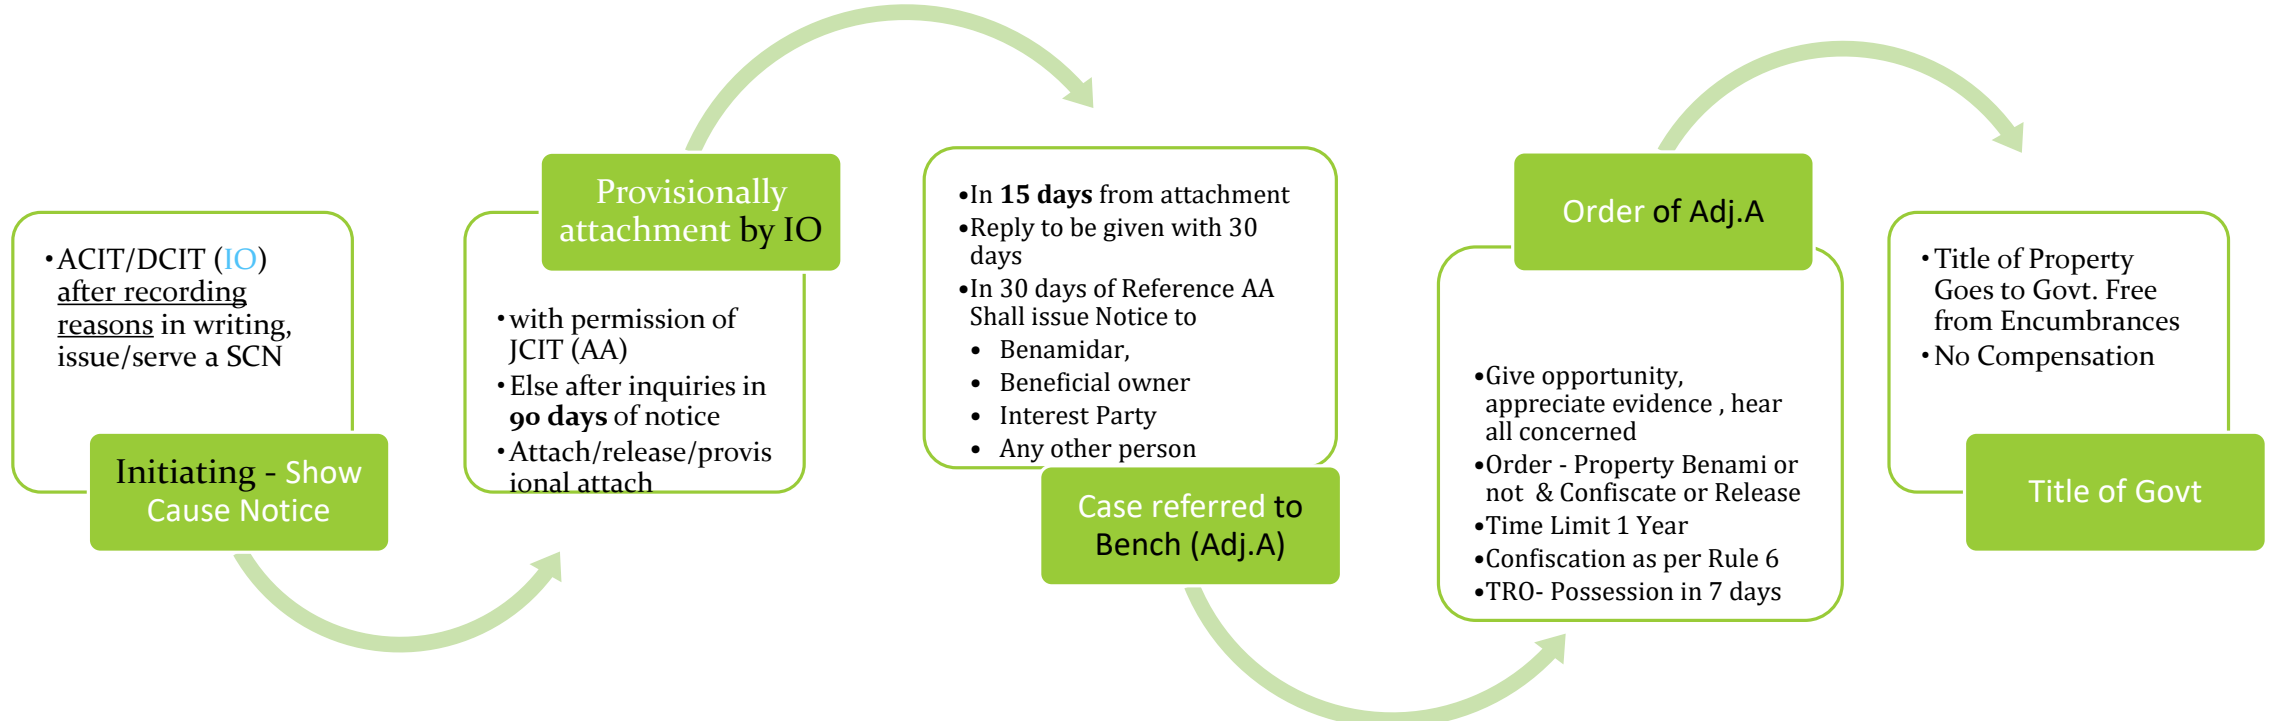 •ACIT/DCIT (IO)
after recording
reasons in writing,
issue/serve a SCN
Initiating - Show
Cause Notice
Provisionally
attachment by IO
•with permission of
JCIT (AA)
•Else after inquiries in
90 days of notice
•Attach/release/provis
ional attach
•In 15 days from attachment
•Reply to be given with 30
days
•In 30 days of Reference AA
Shall issue Notice to
• Benamidar,
• Beneficial owner
• Interest Party
• Any other person
Case referred to
Bench (Adj.A)
Order of Adj.A
•Give opportunity,
appreciate evidence , hear
all concerned
•Order - Property Benami or
not & Confiscate or Release
•Time Limit 1 Year
•Confiscation as per Rule 6
•TRO- Possession in 7 days
•Title of Property
Goes to Govt. Free
from Encumbrances
•No Compensation
Title of Govt